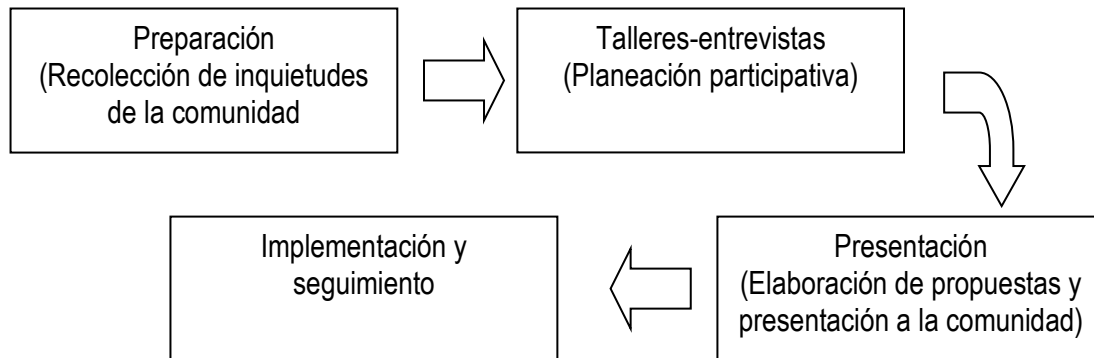 Preparación
(Recolección de inquietudes
de la comunidad
Talleres-entrevistas
(Planeación participativa)
Presentación
(Elaboración de propuestas y
presentación a la comunidad)
Implementación y
seguimiento